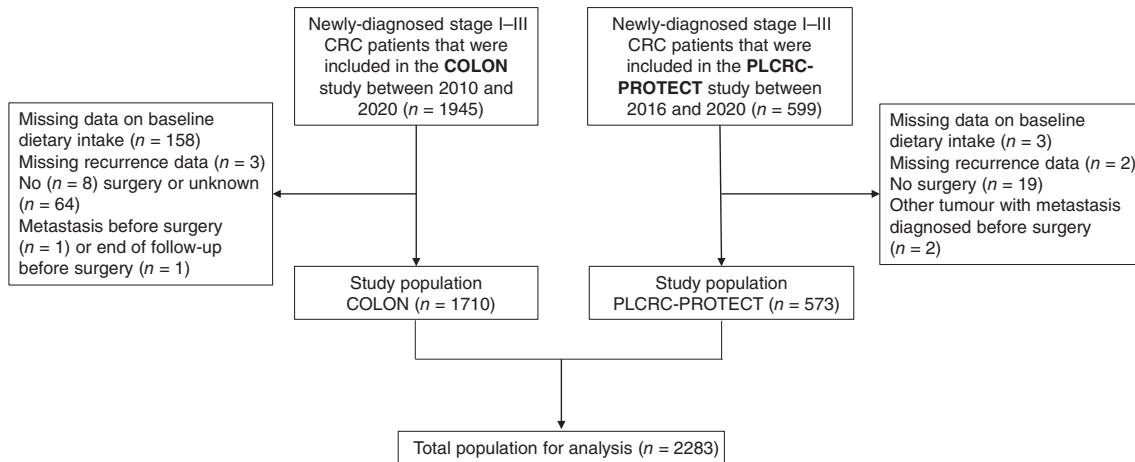 Newly-diagnosed stage I–III
CRC patients that were
included in the COLON
study between 2010 and
2020 (n = 1945)
Newly-diagnosed stage I–III
CRC patients that were
included in the PLCRC-
PROTECT study between
2016 and 2020 (n = 599)
Missing data on baseline
dietary intake (n = 158)
Missing recurrence data (n = 3)
No (n = 8) surgery or unknown
(n = 64)
Metastasis before surgery
(n = 1) or end of follow-up
before surgery (n = 1)
Missing data on baseline
dietary intake (n = 3)
Missing recurrence data (n = 2)
No surgery (n = 19)
Other tumour with metastasis
diagnosed before surgery
(n = 2)
Study population
COLON (n = 1710)
Study population
PLCRC-PROTECT (n = 573)
Total population for analysis (n = 2283)